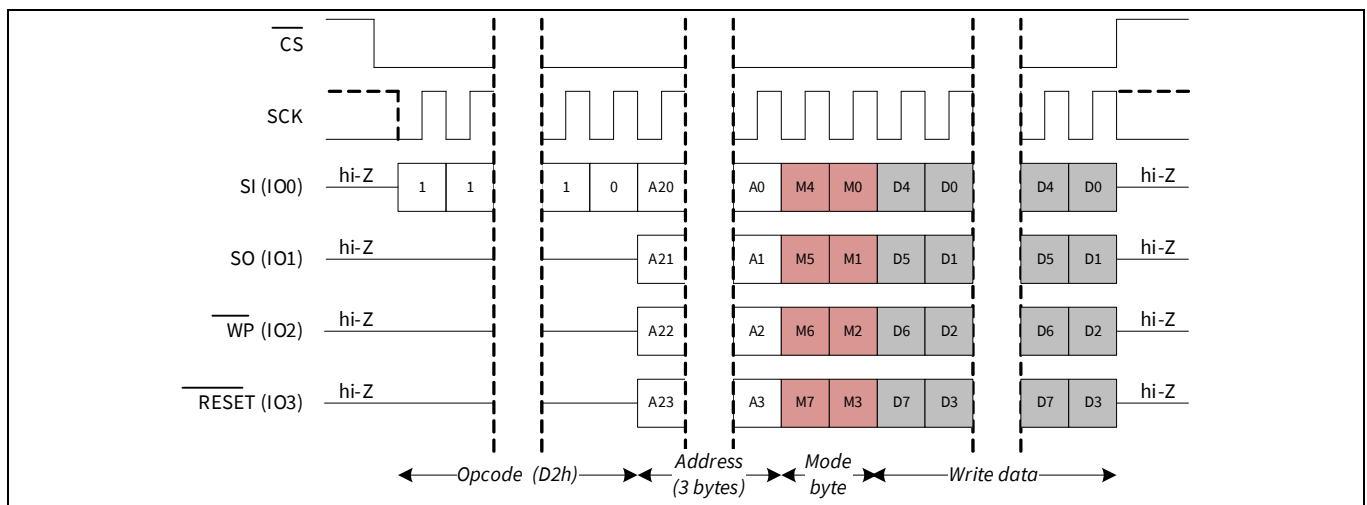 CS
SCK
SI (IO0) hi-Z 1 1 1 0 A20 A0 M4 M0 D4 D0 D4 D0 hi-Z
SO (IO1) hi-Z A21 A1 M5 M1 D5 D1 D5 D1 hi-Z
WP (IO2) hi-Z A22 A2 M6 M2 D6 D2 D6 D2 hi-Z
RESET (IO3) hi-Z A23 A3 M7 M3 D7 D3 D7 D3 hi-Z
Opcode (D2h) Address Mode Write data
(3 bytes) byte